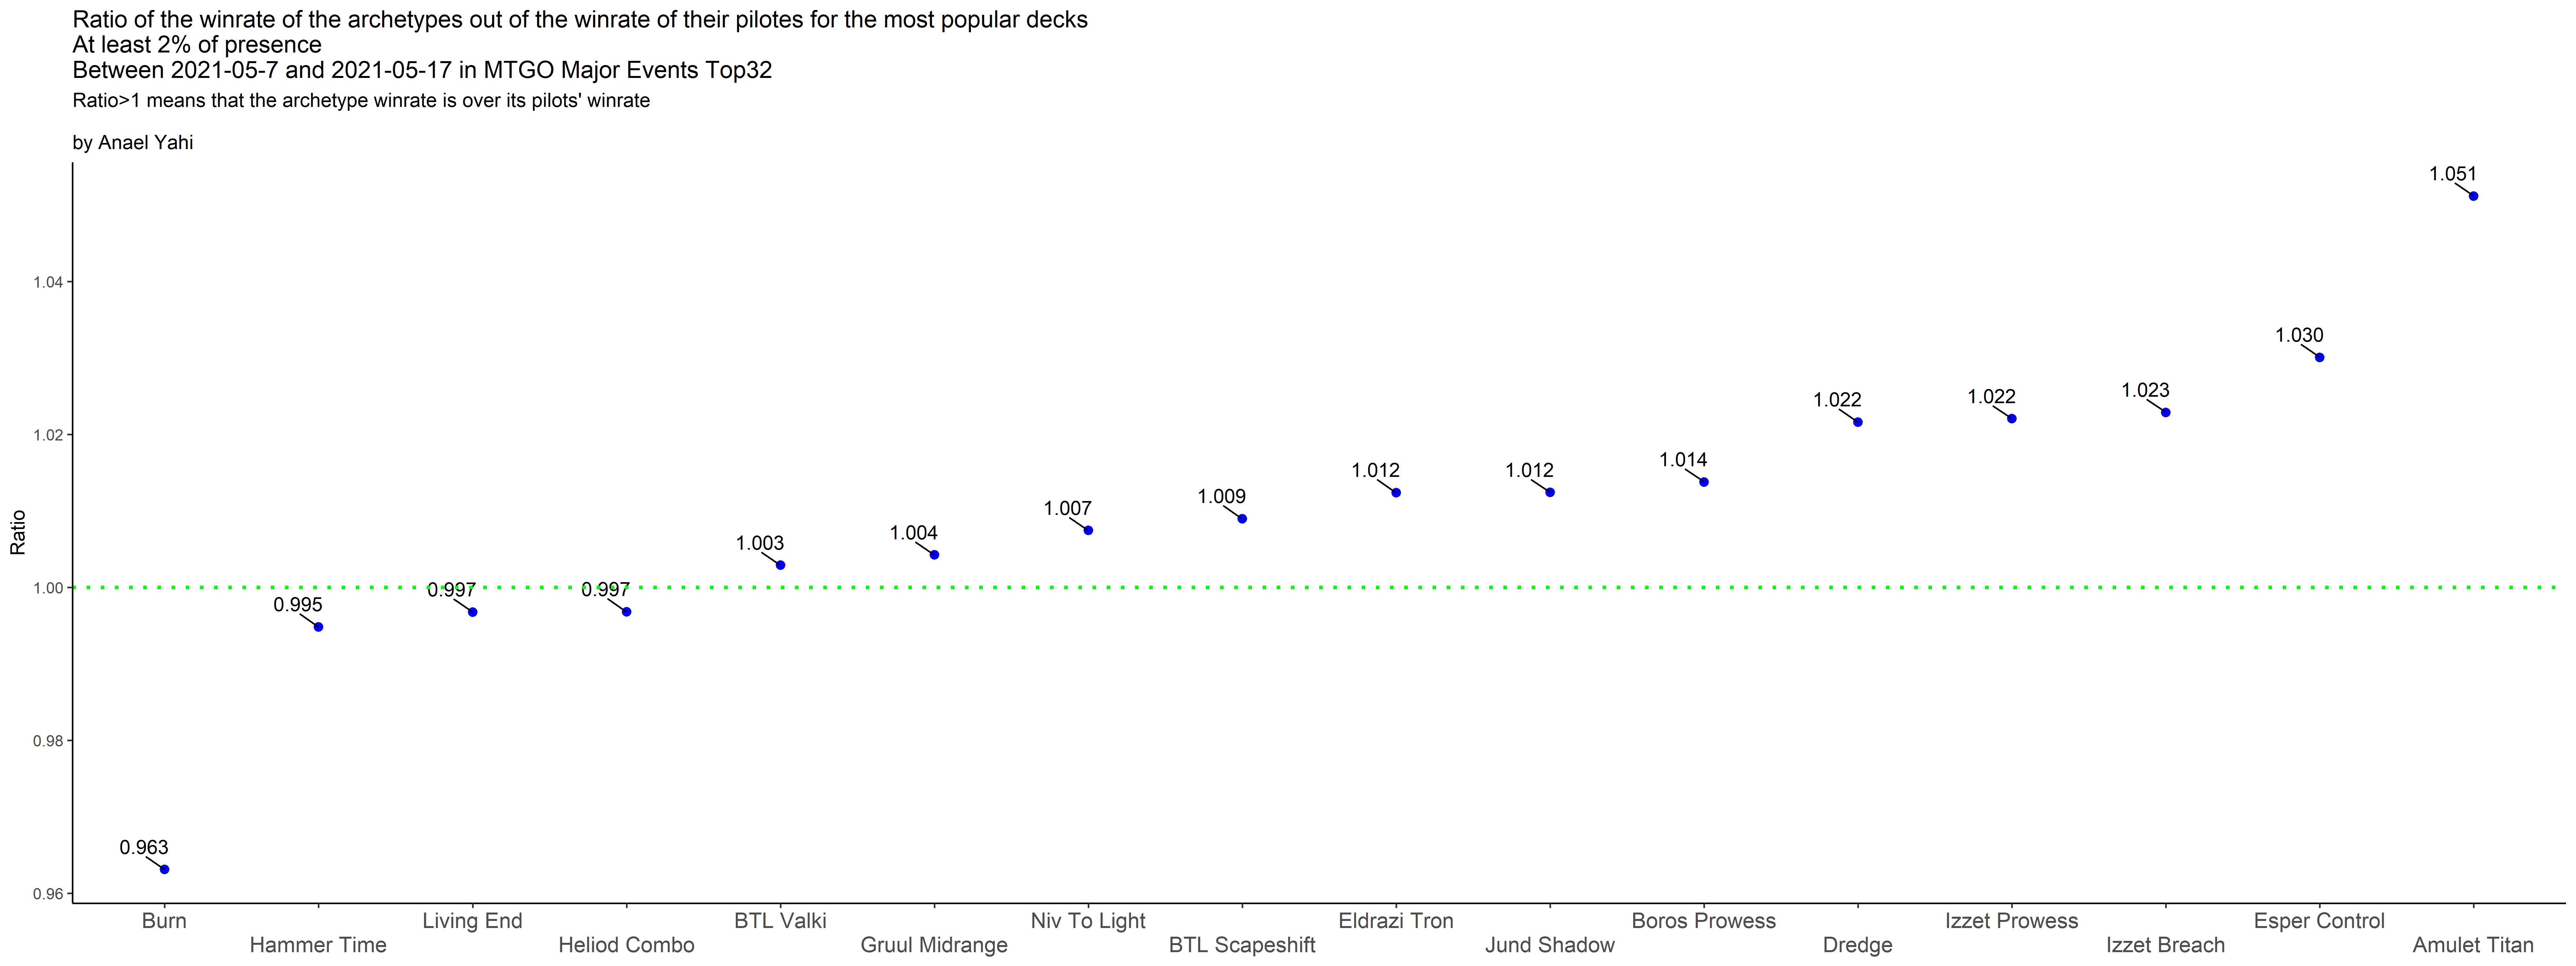 Ratio of the winrate of the archetypes out of the winrate of their pilotes for the most popular decks
At least 2% of presence
Between 2021-05-7 and 2021-05-17 in MTGO Major Events Top32
Ratio>1 means that the archetype winrate is over its pilots' winrate
by Anael Yahi
Ratio
1.04
1.02
1.00
0.98
0.96
0.963
0.995
0.997
0.997
1.003
1.004
1.007
1.009
1.012
1.012
1.014
1.022
1.022
1.023
1.030
1.051
Burn
Hammer Time
Living End
Heliod Combo
BTL Valki
Gruul Midrange
Niv To Light
BTL Scapeshift
Eldrazi Tron
Jund Shadow
Boros Prowess
Dredge
Izzet Prowess
Izzet Breach
Esper Control
Amulet Titan